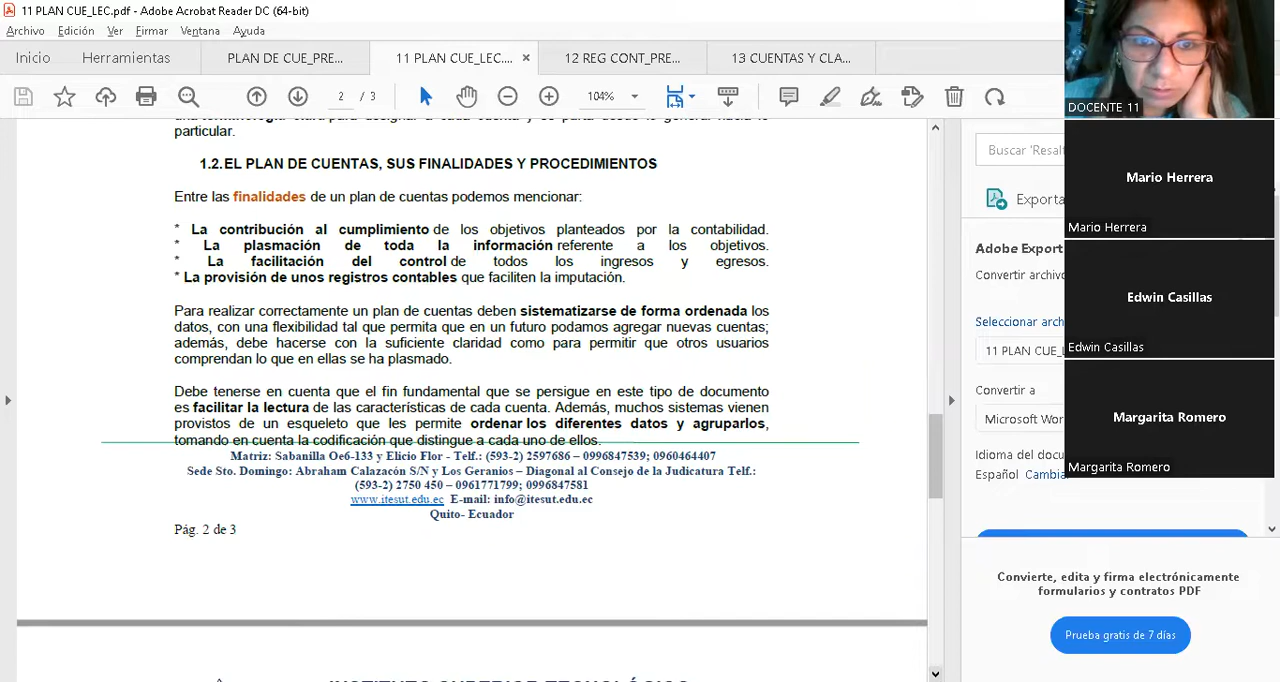 11 PLAN CUE_LEC.pdf - Adobe Acrobat Reader DC (64-bit)
Archivo Edición Ver Firmar Ventana Ayuda
Inicio Herramientas PLAN DE CUE_PRE... 11 PLAN CUE_LEC.... × 12 REG CONT_PRE... 13 CUENTAS Y CLA...
2 / 3 104%
particular.
1.2. EL PLAN DE CUENTAS, SUS FINALIDADES Y PROCEDIMIENTOS
Entre las finalidades de un plan de cuentas podemos mencionar:
* La contribución al cumplimiento de los objetivos planteados por la contabilidad.
* La plasmación de toda la información referente a los objetivos.
* La facilitación del control de todos los ingresos y egresos.
* La provisión de unos registros contables que faciliten la imputación.
Para realizar correctamente un plan de cuentas deben sistematizarse de forma ordenada los
datos, con una flexibilidad tal que permita que en un futuro podamos agregar nuevas cuentas;
además, debe hacerse con la suficiente claridad como para permitir que otros usuarios
comprendan lo que en ellas se ha plasmado.
Debe tenerse en cuenta que el fin fundamental que se persigue en este tipo de documento
es facilitar la lectura de las características de cada cuenta. Además, muchos sistemas vienen
provistos de un esqueleto que les permite ordenar los diferentes datos y agruparlos,
tomando en cuenta la codificación que distingue a cada uno de ellos.
Matriz: Sabanilla Oe6-133 y Elicio Flor - Telf.: (593-2) 2597686 – 0996847539; 0960464407
Sede Sto. Domingo: Abraham Calazacón S/N y Los Geranios – Diagonal al Consejo de la Judicatura Telf.:
(593-2) 2750 450 – 0961771799; 0996847581
www.itesut.edu.ec E-mail: info@itesut.edu.ec
Quito- Ecuador
Pág. 2 de 3
Buscar 'Resalt
Exporta
Adobe Export
Convertir archivo
Seleccionar arch
11 PLAN CUE_L
Convertir a
Microsoft Wor
Idioma del docu
Español Cambia
Convierte, edita y firma electrónicamente
formularios y contratos PDF
Prueba gratis de 7 días
DOCENTE 11
Mario Herrera
Mario Herrera
Edwin Casillas
Edwin Casillas
Margarita Romero
Margarita Romero